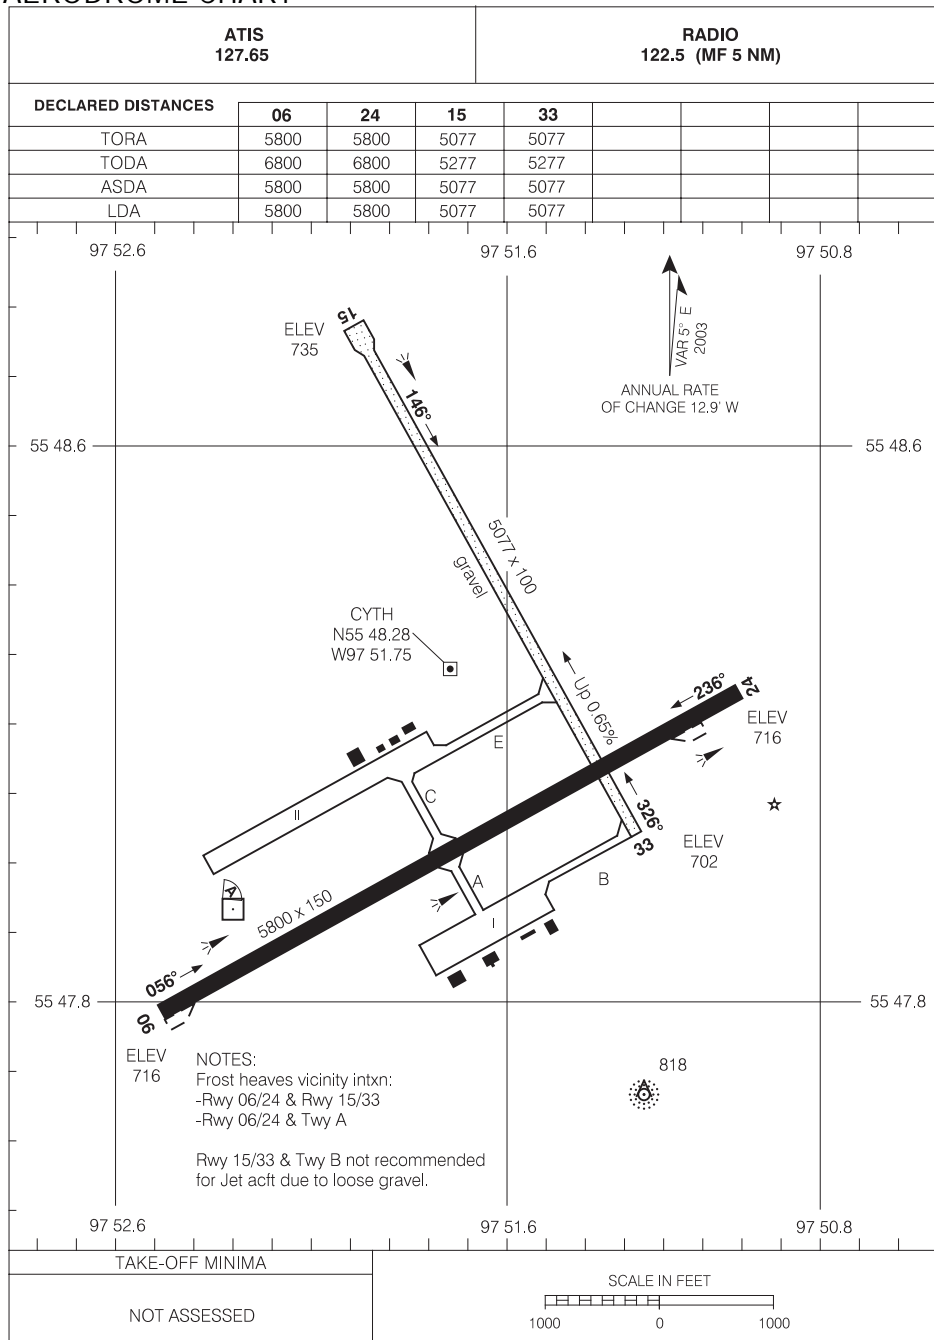 AERODROME CHART
ATIS
127.65
RADIO
122.5 (MF 5 NM)
DECLARED DISTANCES 06 24 15 33
TORA 5800 5800 5077 5077
TODA 6800 6800 5277 5277
ASDA 5800 5800 5077 5077
LDA 5800 5800 5077 5077
97 52.6 97 51.6 97 50.8
15
ELEV
735
VAR 5° E
2003
ANNUAL RATE
OF CHANGE 12.9' W
146°
55 48.6 55 48.6
5077 x 100
gravel
CYTH
N55 48.28
W97 51.75
Up 0.65%
236°
24
ELEV
716
E
C
II
326°
33
ELEV
702
A
B
A
I
5800 x 150
056°
06
55 47.8 55 47.8
ELEV
716
NOTES:
Frost heaves vicinity intxn:
-Rwy 06/24 & Rwy 15/33
-Rwy 06/24 & Twy A
Rwy 15/33 & Twy B not recommended
for Jet acft due to loose gravel.
818
97 52.6 97 51.6 97 50.8
TAKE-OFF MINIMA
NOT ASSESSED
SCALE IN FEET
1000 0 1000